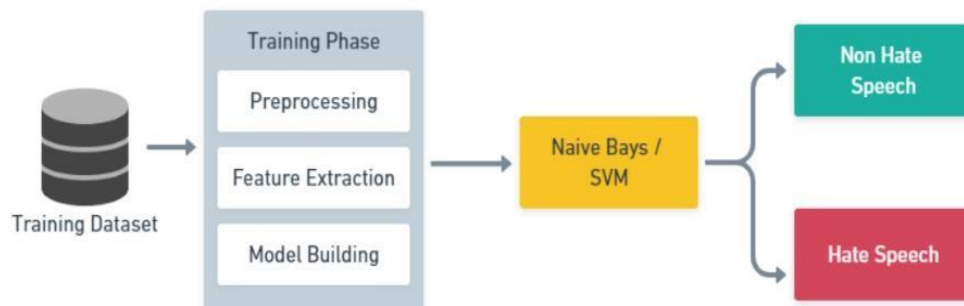 Training Dataset
Training Phase
Preprocessing
Feature Extraction
Model Building
Naive Bays /
SVM
Non Hate
Speech
Hate Speech